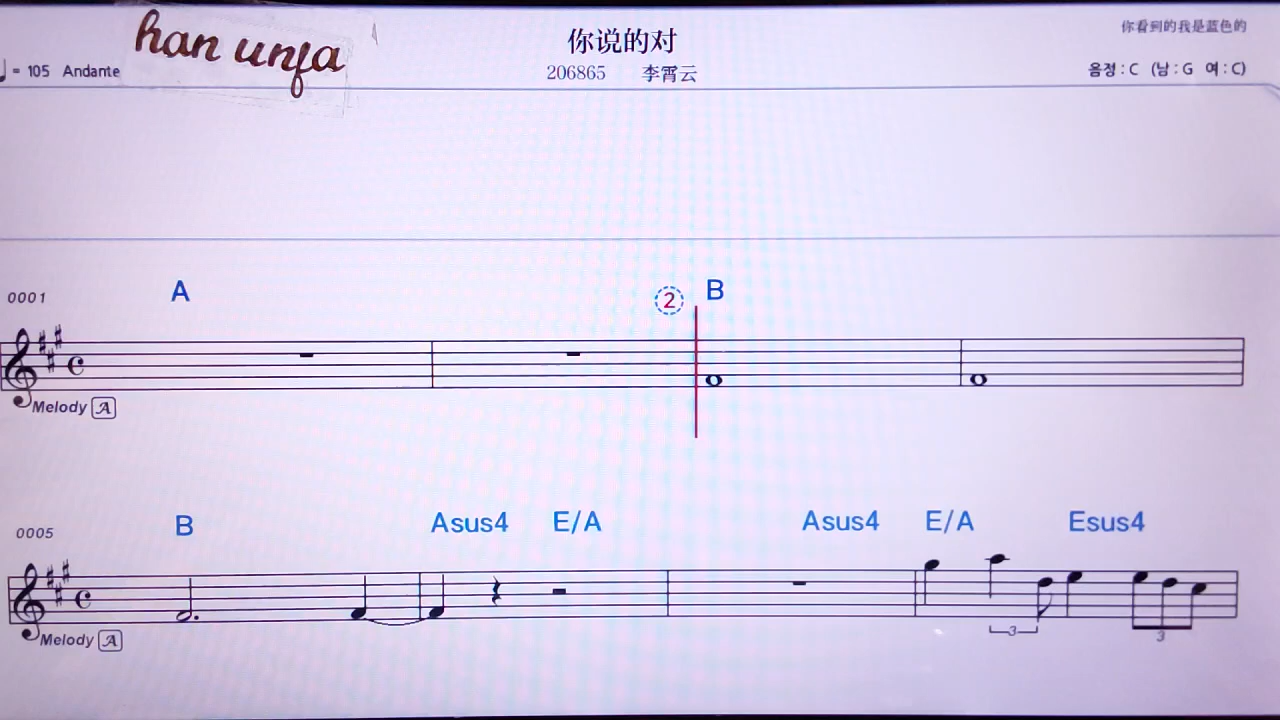 han unfa
你说的对
你看到的我是蓝色的
♩ = 105 Andante
206865 李霄云
음정 : C (남 : G 여 : C)
0001
A
2
B
Melody A
0005
B Asus4 E/A Asus4 E/A Esus4
3 3
Melody A